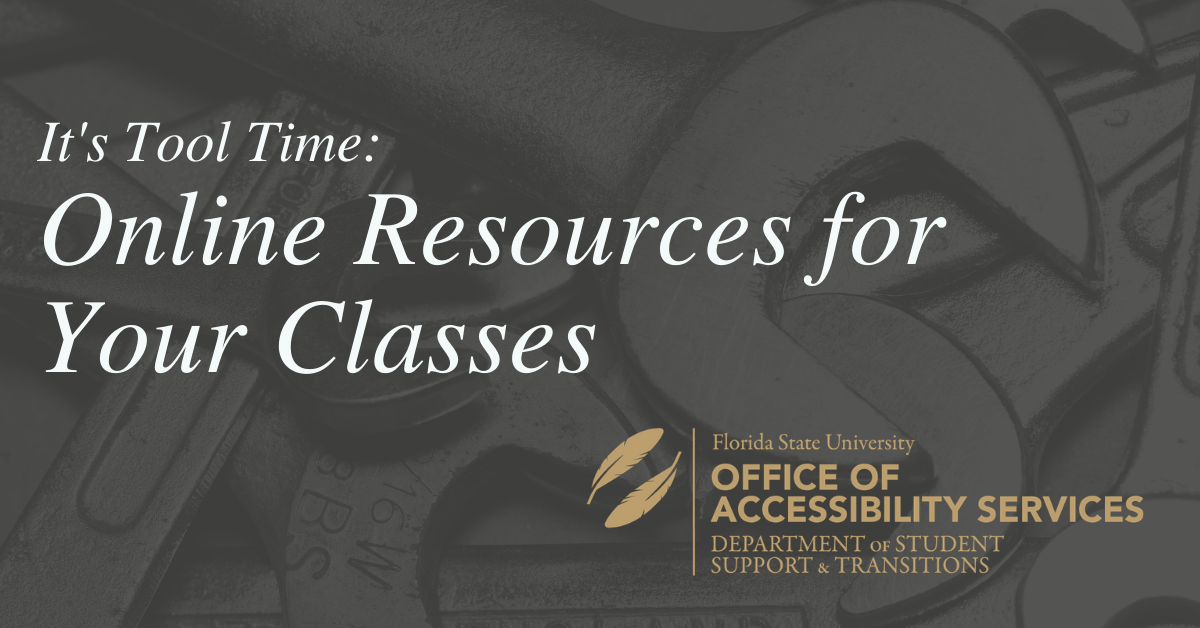 It's Tool Time:
Online Resources for
Your Classes
Florida State University
OFFICE OF
ACCESSIBILITY SERVICES
DEPARTMENT OF STUDENT
SUPPORT & TRANSITIONS